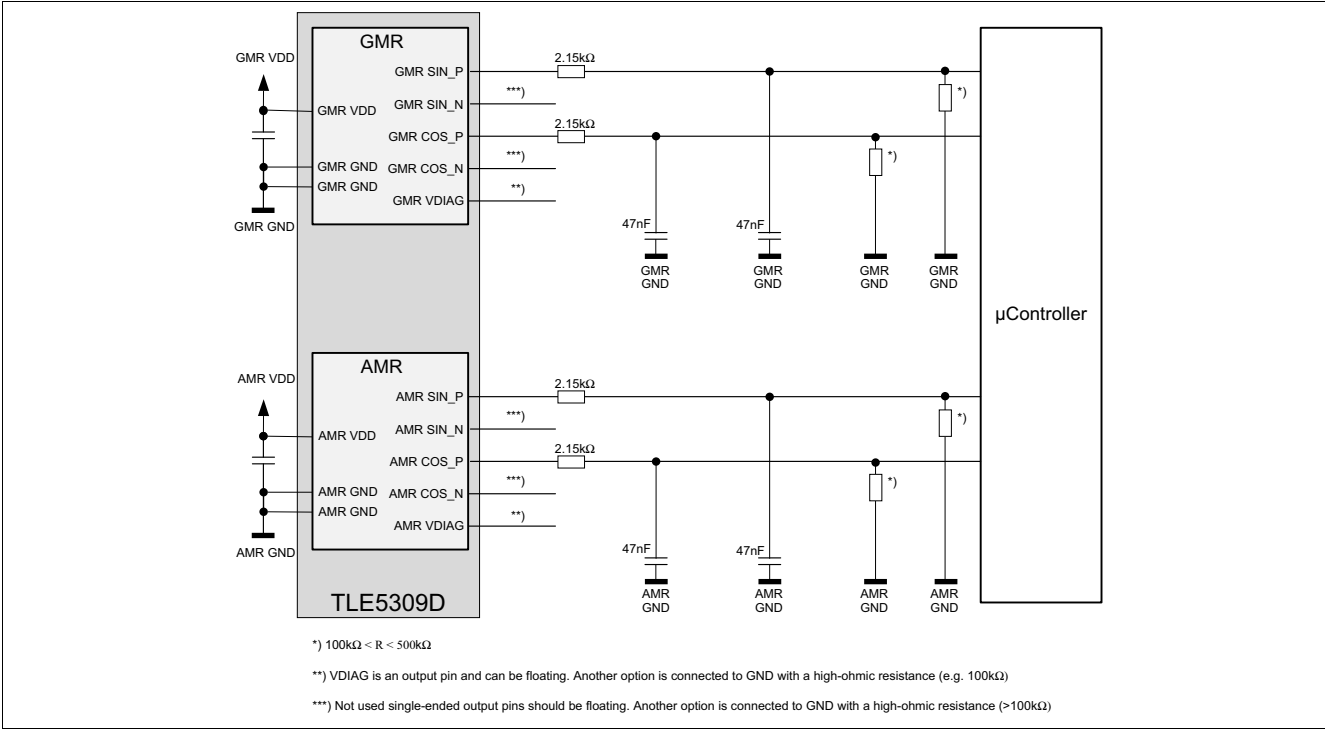 GMR
GMR VDD
GMR SIN_P
2.15kΩ
***)
GMR SIN_N
*)
GMR VDD
GMR COS_P
2.15kΩ
***)
*)
GMR GND
GMR COS_N
GMR GND
**)
GMR VDIAG
GMR GND
47nF
47nF
GMR
GND
GMR
GND
GMR
GND
GMR
GND
µController
AMR
AMR VDD
AMR SIN_P
2.15kΩ
***)
AMR SIN_N
*)
AMR VDD
AMR COS_P
2.15kΩ
***)
*)
AMR GND
AMR COS_N
AMR GND
**)
AMR VDIAG
AMR GND
47nF
47nF
AMR
GND
AMR
GND
AMR
GND
AMR
GND
TLE5309D
*) 100kΩ < R < 500kΩ
**) VDIAG is an output pin and can be floating. Another option is connected to GND with a high-ohmic resistance (e.g. 100kΩ)
***) Not used single-ended output pins should be floating. Another option is connected to GND with a high-ohmic resistance (>100kΩ)